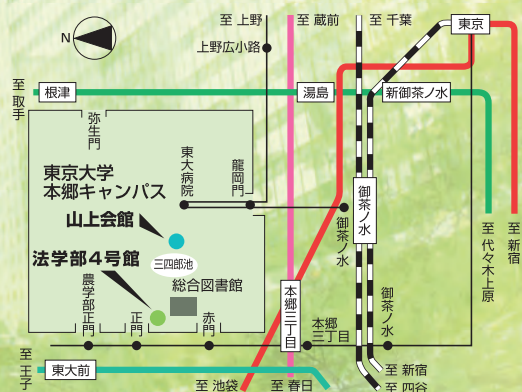 N
至 上野
至 蔵前
至 千葉
東京
上野広小路
至 取手
根津
湯島
新御茶ノ水
弥生門
東大病院
龍岡門
東京大学
本郷キャンパス
山上会館
三四郎池
法学部4号館
総合図書館
農学部正門
正門
赤門
御茶ノ水
御茶ノ水
至 代々木上原
至 新宿
本郷三丁目
本郷
三丁目
御茶ノ水
至 王子
東大前
至 池袋
至 春日
至 新宿
至 四谷